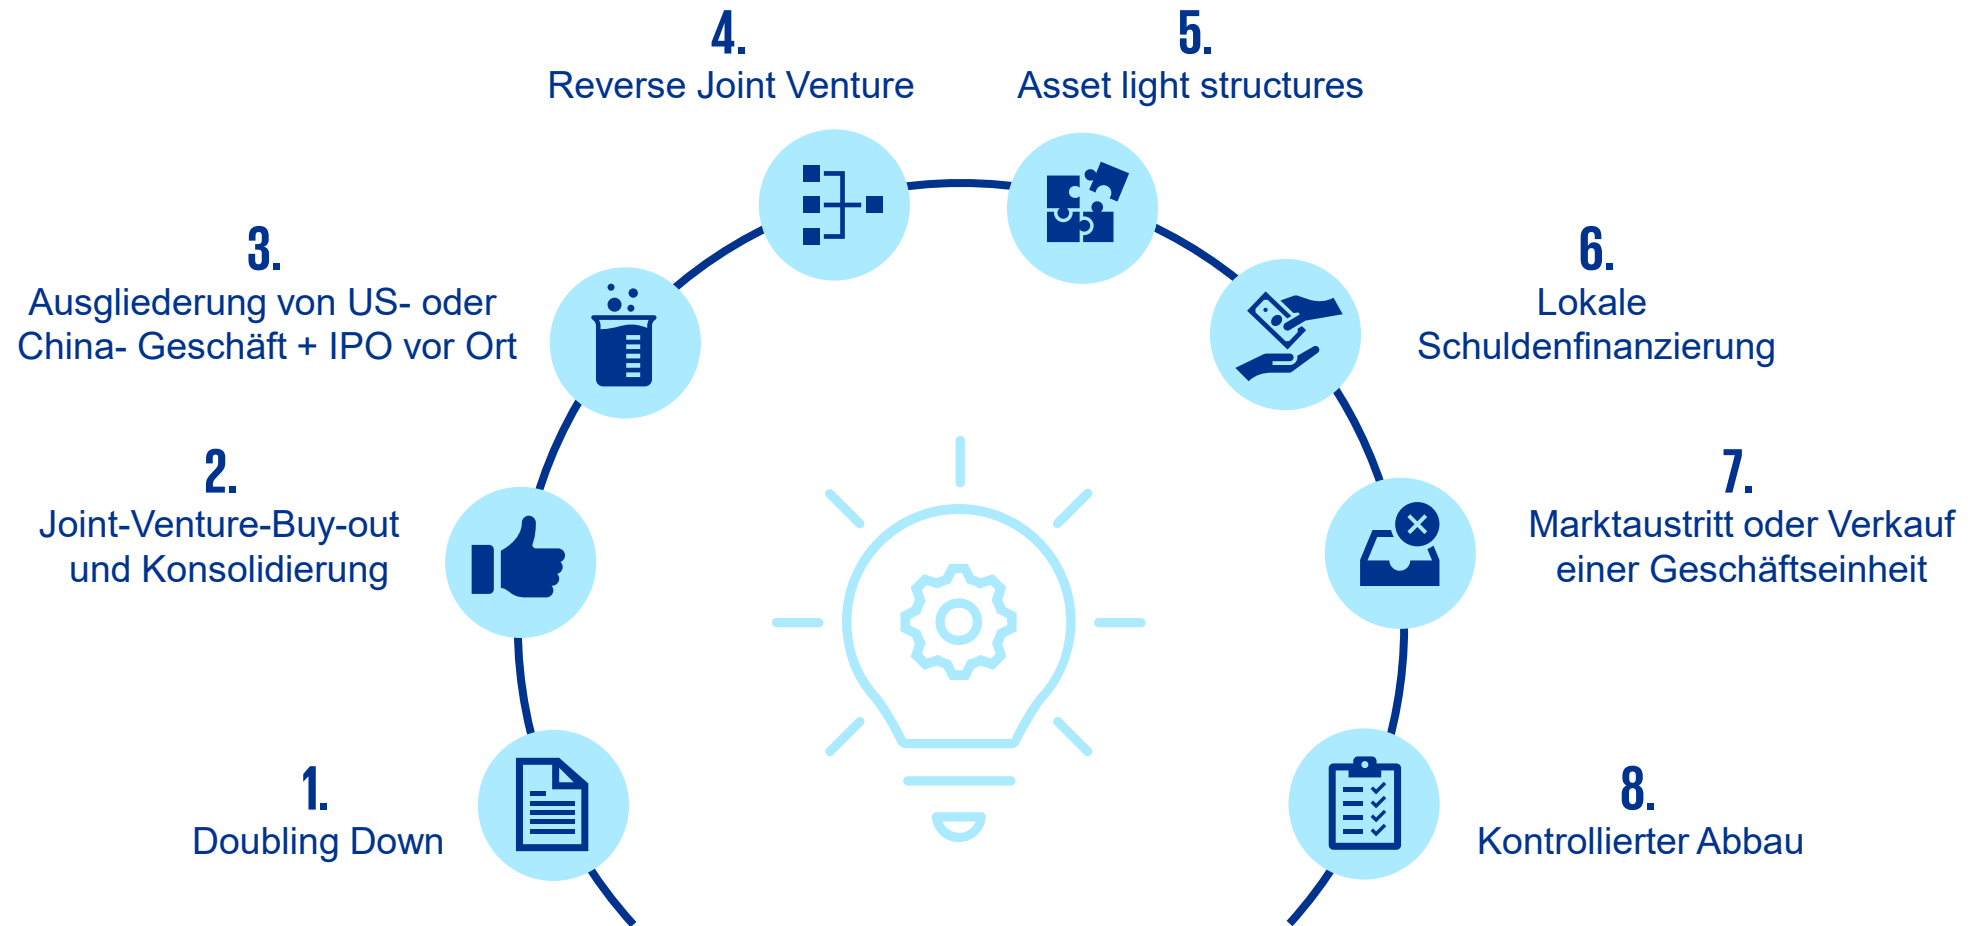 1.
Doubling Down
2.
Joint-Venture-Buy-out
und Konsolidierung
3.
Ausgliederung von US- oder
China- Geschäft + IPO vor Ort
4.
Reverse Joint Venture
5.
Asset light structures
6.
Lokale
Schuldenfinanzierung
7.
Marktaustritt oder Verkauf
einer Geschäftseinheit
8.
Kontrollierter Abbau